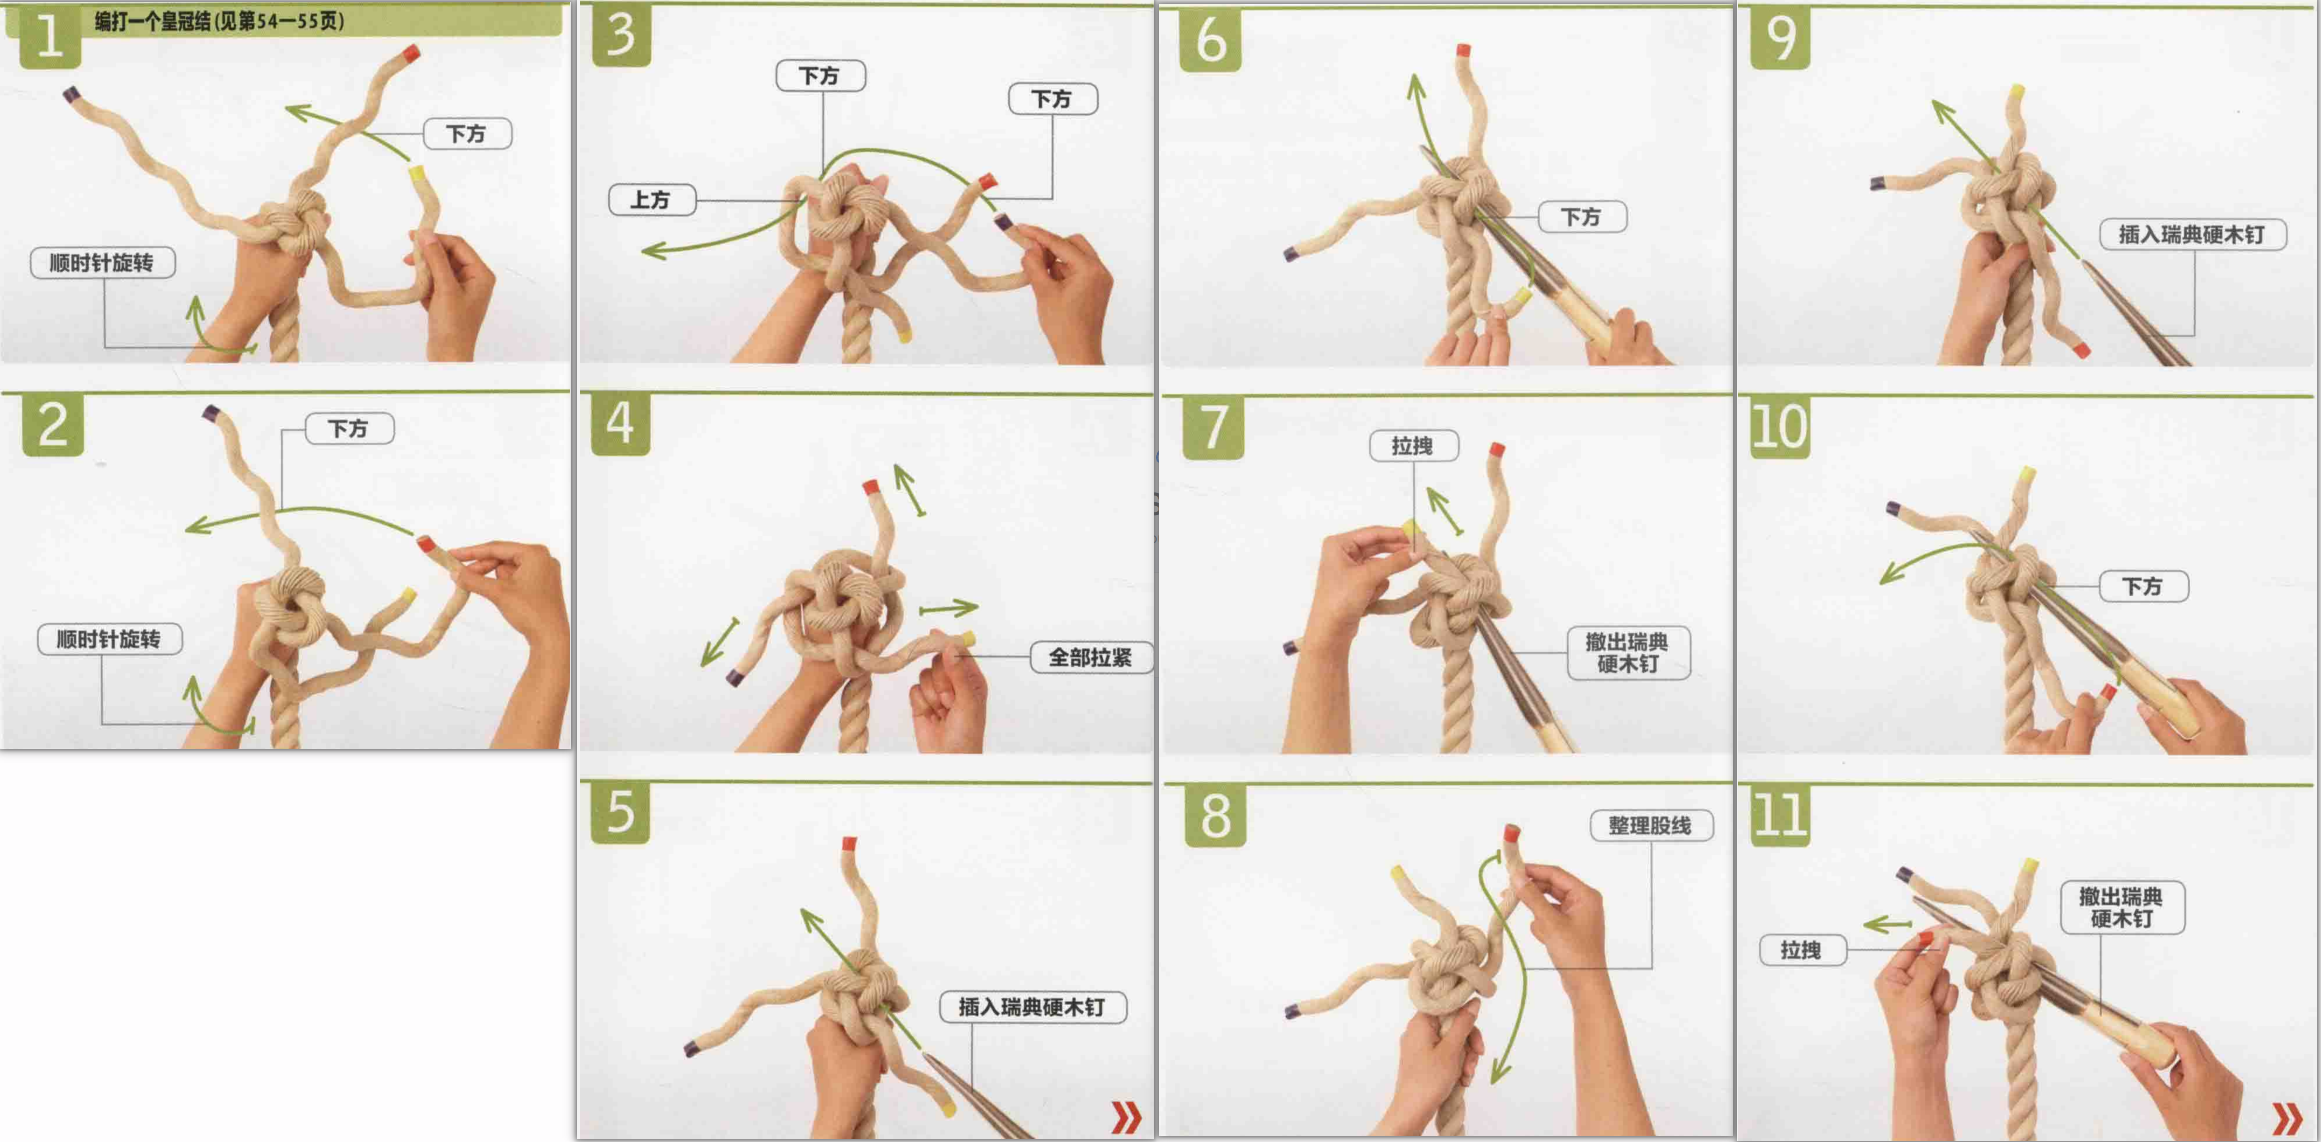 1
编打一个皇冠结(见第54—55页)
下方
顺时针旋转
2
下方
顺时针旋转
3
下方
下方
上方
4
全部拉紧
5
插入瑞典硬木钉
6
下方
7
拉拽
撤出瑞典
硬木钉
8
整理股线
9
插入瑞典硬木钉
10
下方
11
撤出瑞典
硬木钉
拉拽